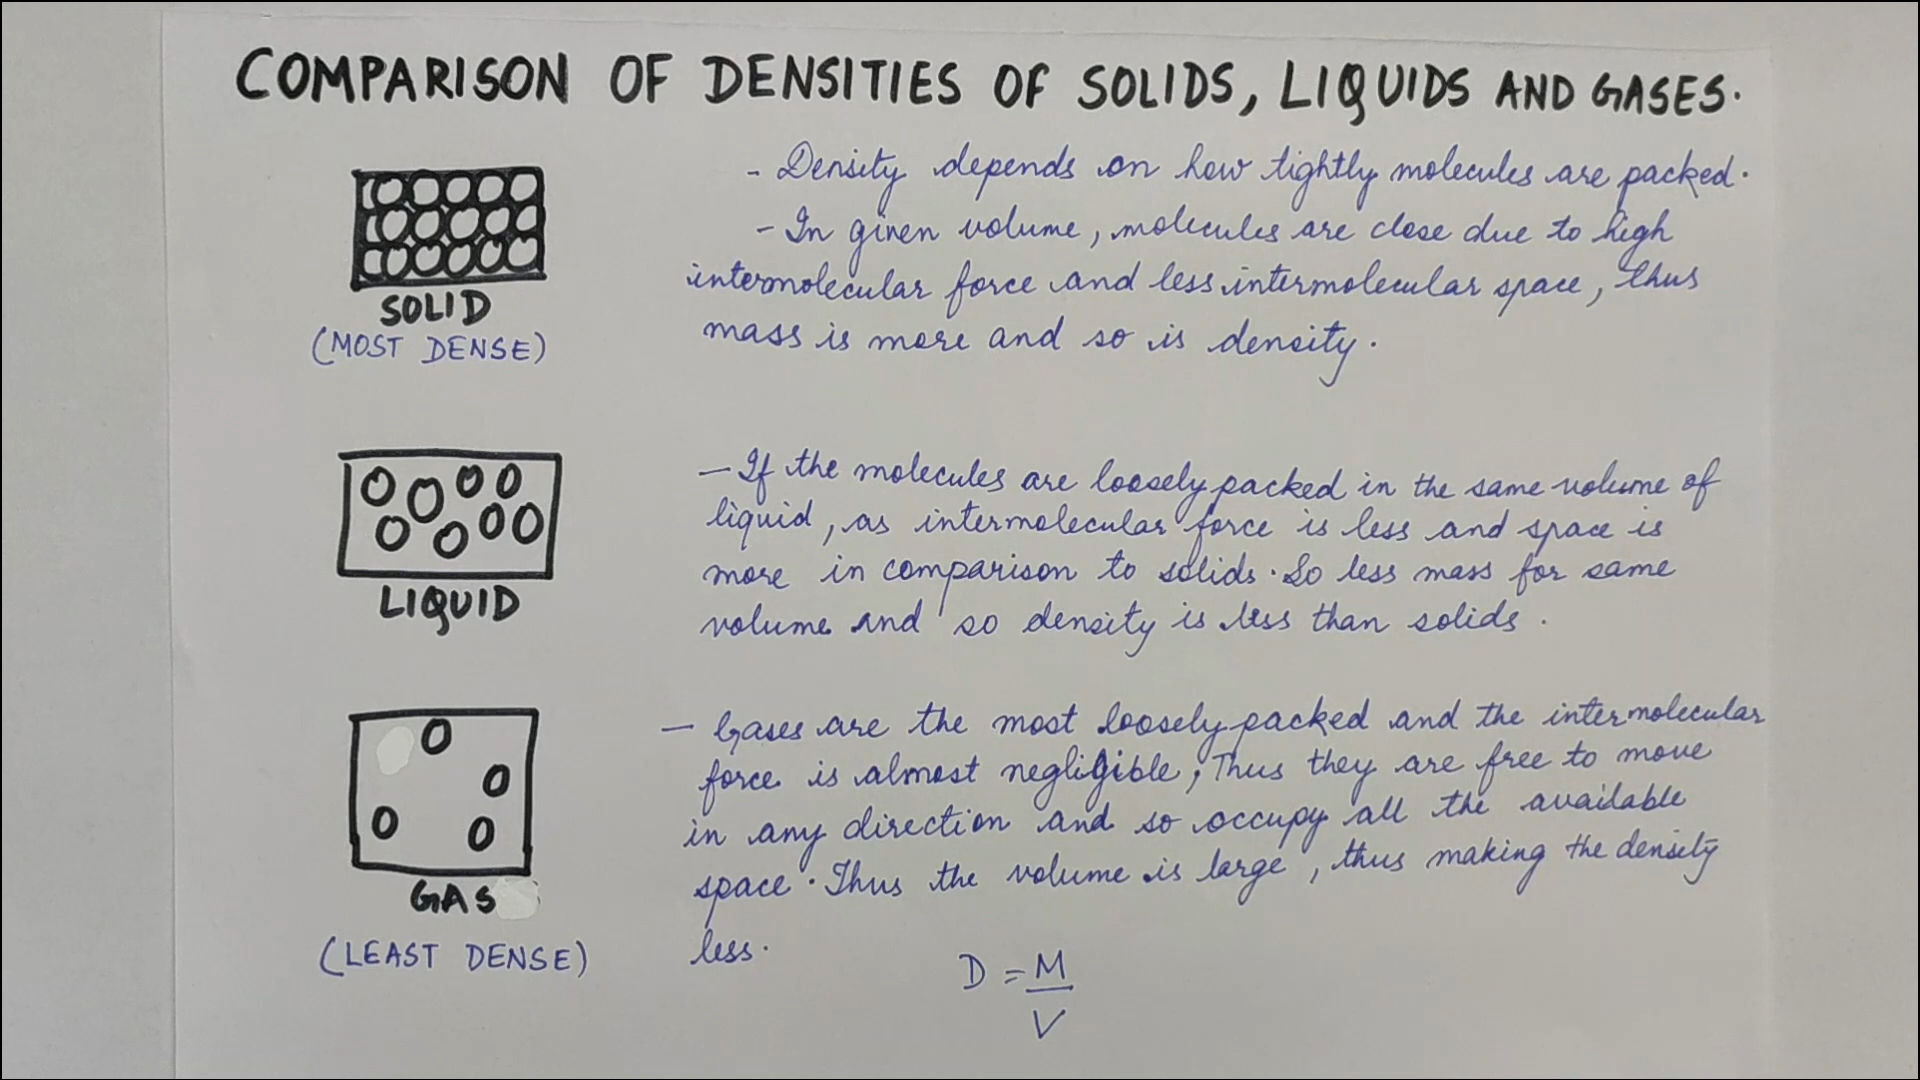 COMPARISON OF DENSITIES OF SOLIDS, LIQUIDS AND GASES.
SOLID
(MOST DENSE)
- Density depends on how tightly molecules are packed.
- In given volume, molecules are close due to high
intermolecular force and less intermolecular space, thus
mass is more and so is density.
LIQUID
- If the molecules are loosely packed in the same volume of
liquid, as intermolecular force is less and space is
more in comparison to solids. So less mass for same
volume and so density is less than solids.
GAS
(LEAST DENSE)
- Gases are the most loosely packed and the intermolecular
force is almost negligible, Thus they are free to move
in any direction and so occupy all the available
space. Thus the volume is large, thus making the density
less.
D = M
V